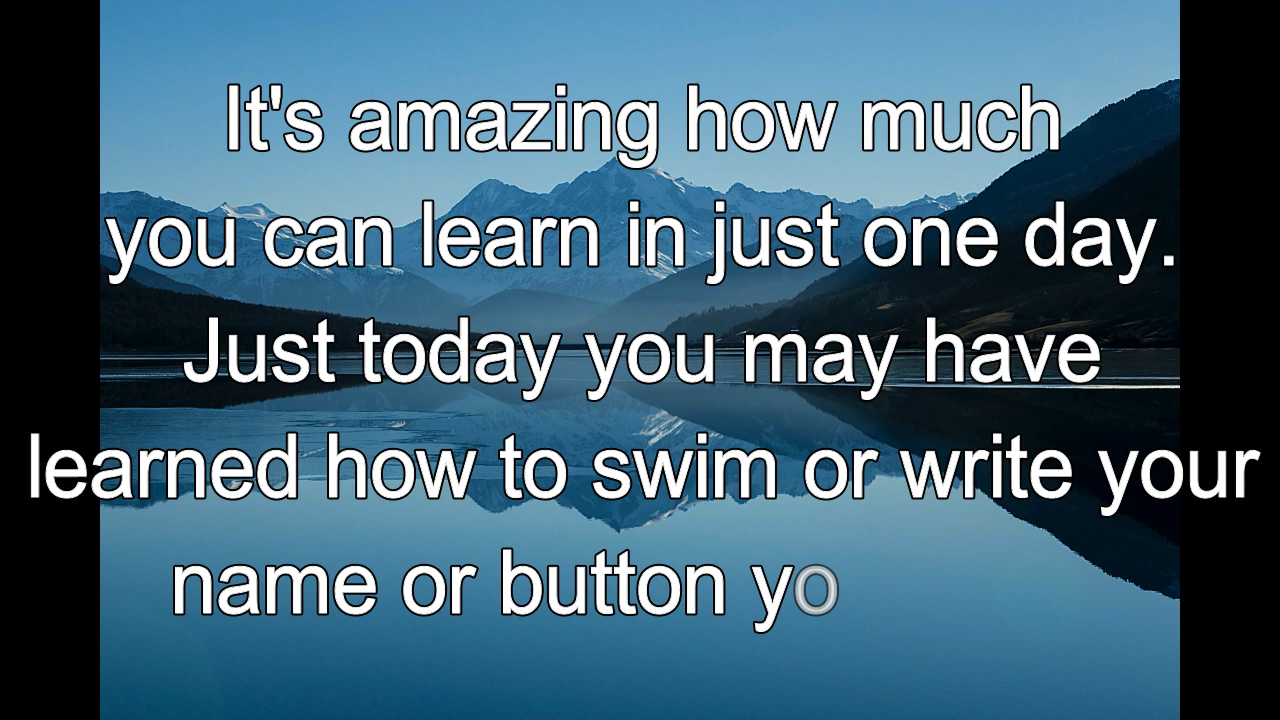 It's amazing how much
you can learn in just one day.
Just today you may have
learned how to swim or write your
name or button yo